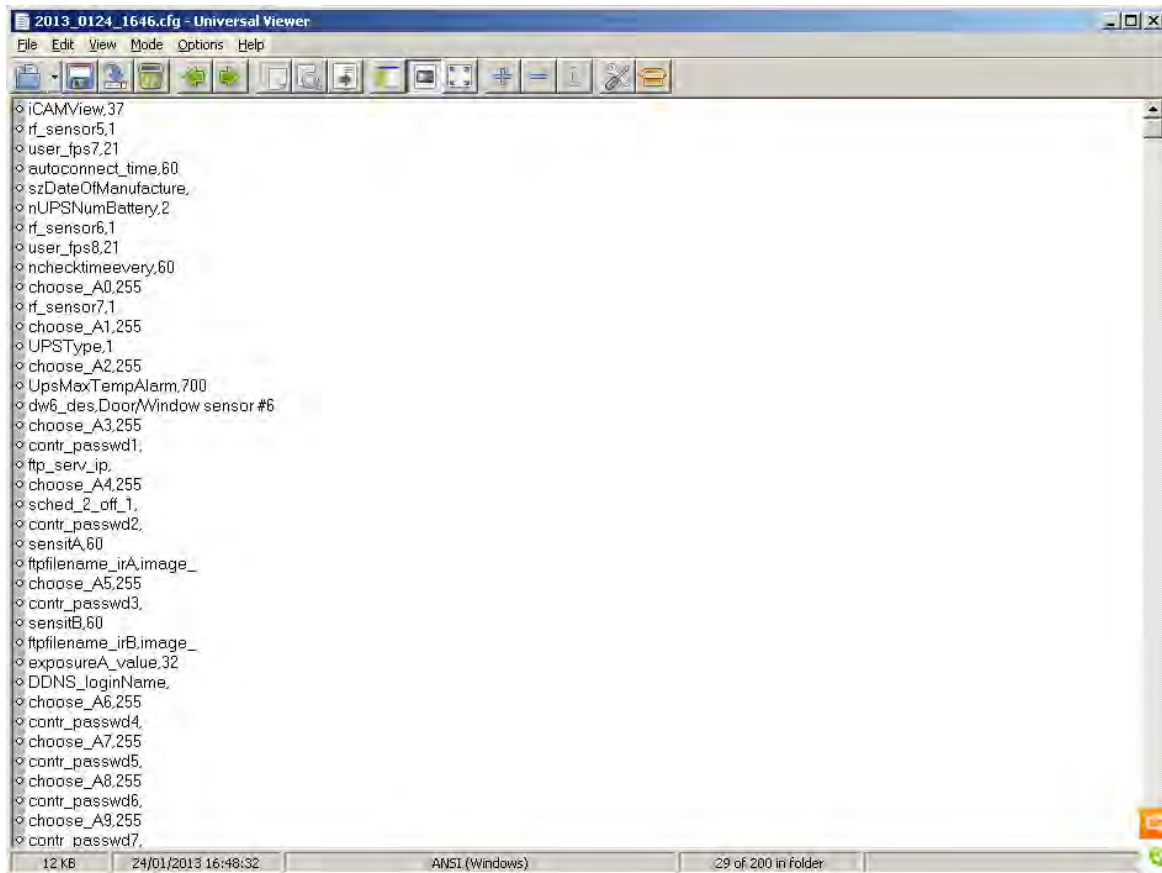 2013_0124_1646.cfg - Universal Viewer
File Edit View Mode Options Help
iCAMView,37
rf_sensor5,1
user_fps7,21
autoconnect_time,60
szDateOfManufacture,
nUPSNumBattery,2
rf_sensor6,1
user_fps8,21
nchecktimeevery,60
choose_A0,255
rf_sensor7,1
choose_A1,255
UPSType,1
choose_A2,255
UpsMaxTempAlarm,700
dw6_des,Door/Window sensor #6
choose_A3,255
contr_passwd1,
ftp_serv_ip,
choose_A4,255
sched_2_off_1,
contr_passwd2,
sensitA,60
ftpfilename_irA,image_
choose_A5,255
contr_passwd3,
sensitB,60
ftpfilename_irB,image_
exposureA_value,32
DDNS_loginName,
choose_A6,255
contr_passwd4,
choose_A7,255
contr_passwd5,
choose_A8,255
contr_passwd6,
choose_A9,255
contr_passwd7,
12 KB 24/01/2013 16:48:32 ANSI (Windows) 29 of 200 in folder